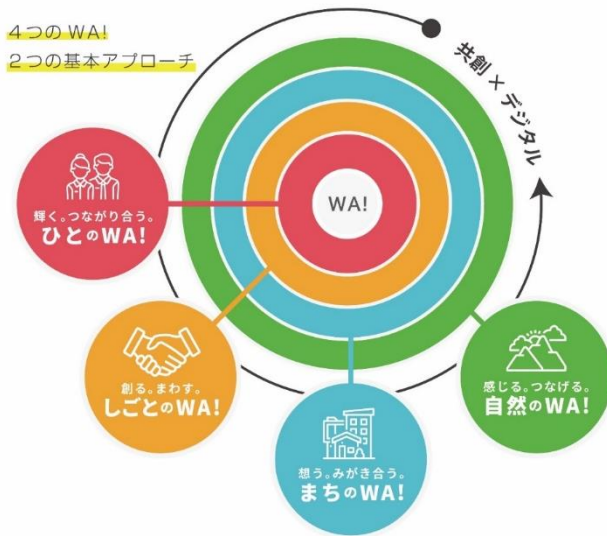 4つのWA!
2つの基本アプローチ
共創×デジタル
WA!
輝く。つながり合う。
ひとのWA!
創る。まわす。
しごとのWA!
想う。みがき合う。
まちのWA!
感じる。つなげる。
自然のWA!